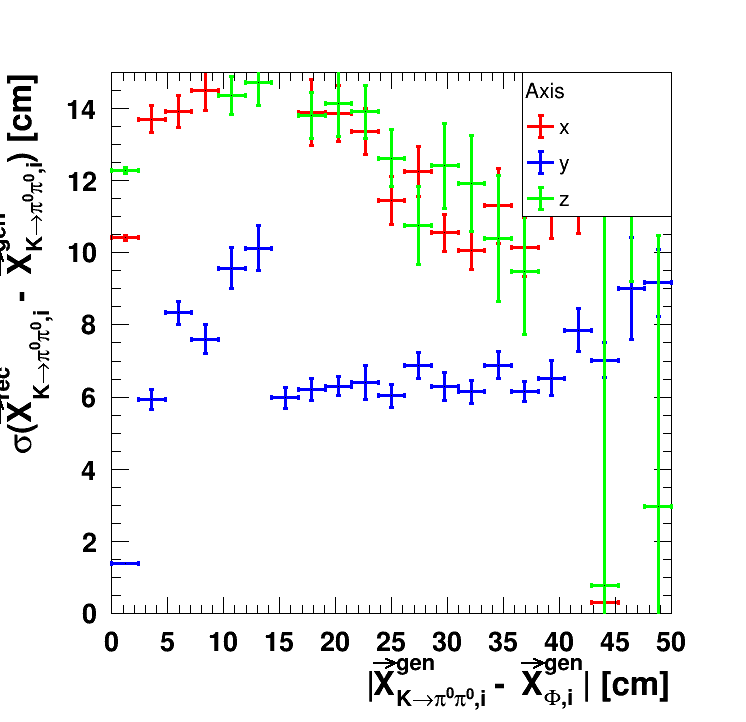 σ(X⃗^rec_K→π⁰π⁰,i - X⃗^gen_K→π⁰π⁰,i) [cm]
14
12
10
8
6
4
2
0
Axis
x
y
z
0 5 10 15 20 25 30 35 40 45 50
|X⃗^gen_K→π⁰π⁰,i - X⃗^gen_Φ,i| [cm]